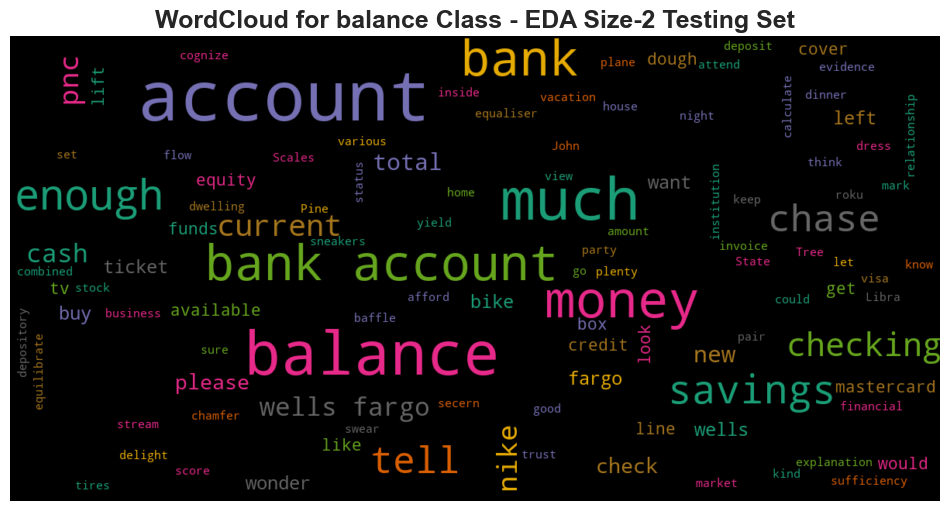 WordCloud for balance Class - EDA Size-2 Testing Set
cognize
bank
deposit
cover
pnc
lift
plane
dough
attend
evidence
account
inside
vacation
house
calculate
dinner
equaliser
night
left
relationship
various
John
dress
set
flow
Scales
total
think
status
view
institution
equity
home
want
mark
enough
much
keep
roku
dwelling
Pine
chase
funds
current
yield
amount
sneakers
party
invoice
cash
bank account
State
Tree
let
know
combined
ticket
go
plenty
visa
tv
stock
afford
bike
money
could
get
Libra
buy
business
available
baffle
box
depository
equilibrate
sure
balance
look
credit
pair
checking
new
please
fargo
savings
mastercard
chamfer
wells fargo
secern
good
financial
stream
swear
nike
line
wells
like
delight
tell
trust
check
explanation
would
score
kind
tires
wonder
market
sufficiency